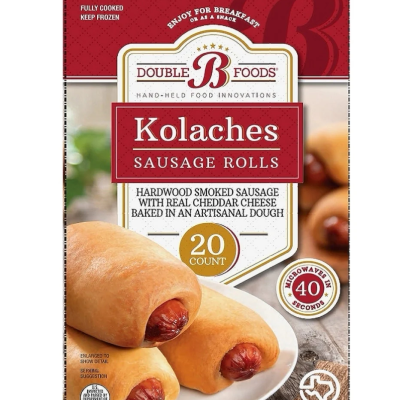 FULLY COOKED
KEEP FROZEN
ENJOY FOR BREAKFAST
OR AS A SNACK
DOUBLE B FOODS
HAND-HELD FOOD INNOVATIONS
Kolaches
SAUSAGE ROLLS
HARDWOOD SMOKED SAUSAGE
WITH REAL CHEDDAR CHEESE
BAKED IN AN ARTISANAL DOUGH
20
COUNT
MICROWAVES IN
40
SECONDS
ENLARGED TO
SHOW DETAIL
SERVING
SUGGESTION